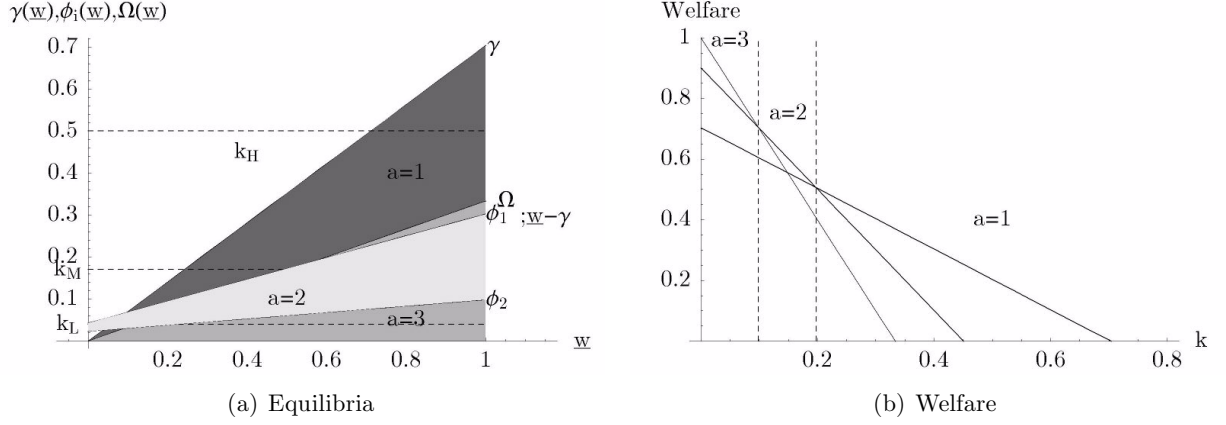 γ(w),ϕi(w),Ω(w)
0.7
0.6
0.5
0.4
0.3
0.2
0.1
kH
kM
kL
γ
a=1
Ω
ϕ1 ;w−γ
a=2
ϕ2
a=3
0.2 0.4 0.6 0.8 1
w
(a) Equilibria
Welfare
1
0.8
0.6
0.4
0.2
a=3
a=2
a=1
0.2 0.4 0.6 0.8
k
(b) Welfare